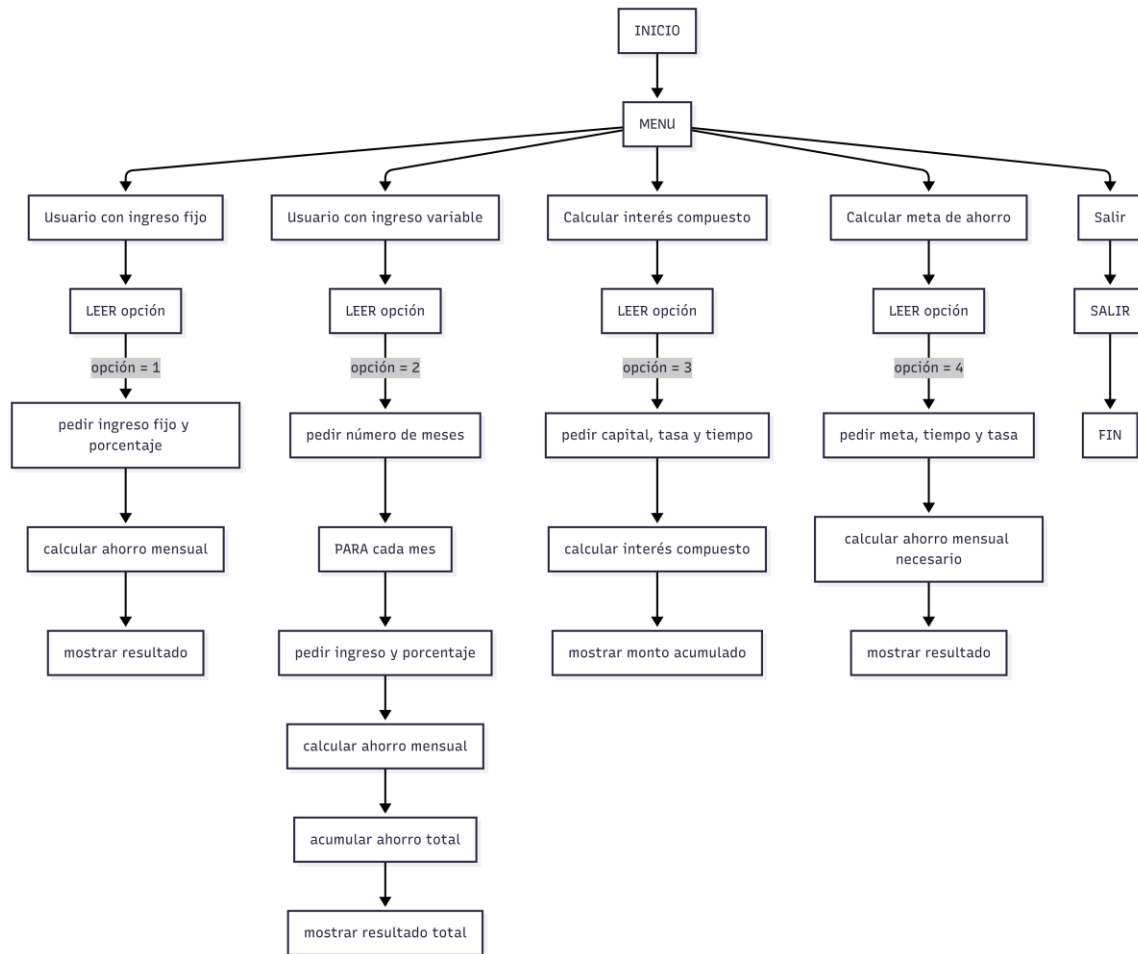 INICIO
MENU
Usuario con ingreso fijo
Usuario con ingreso variable
Calcular interés compuesto
Calcular meta de ahorro
Salir
LEER opción
LEER opción
LEER opción
LEER opción
SALIR
opción = 1
opción = 2
opción = 3
opción = 4
pedir ingreso fijo y
porcentaje
pedir número de meses
pedir capital, tasa y tiempo
pedir meta, tiempo y tasa
FIN
calcular ahorro mensual
PARA cada mes
calcular interés compuesto
calcular ahorro mensual
necesario
mostrar resultado
pedir ingreso y porcentaje
mostrar monto acumulado
mostrar resultado
calcular ahorro mensual
acumular ahorro total
mostrar resultado total